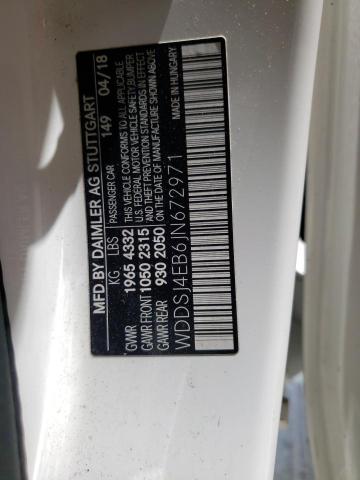 MFD BY DAIMLER AG STUTTGART
149 04/18
PASSENGER CAR
KG LBS
GVWR 1965 4332
GAWR FRONT 1050 2315
GAWR REAR 930 2050
THIS VEHICLE CONFORMS TO ALL APPLICABLE
U.S. FEDERAL MOTOR VEHICLE SAFETY BUMPER
AND THEFT PREVENTION STANDARDS IN EFFECT
ON THE DATE OF MANUFACTURE SHOWN ABOVE
MADE IN HUNGARY
WDDSJ4EB6JN672971